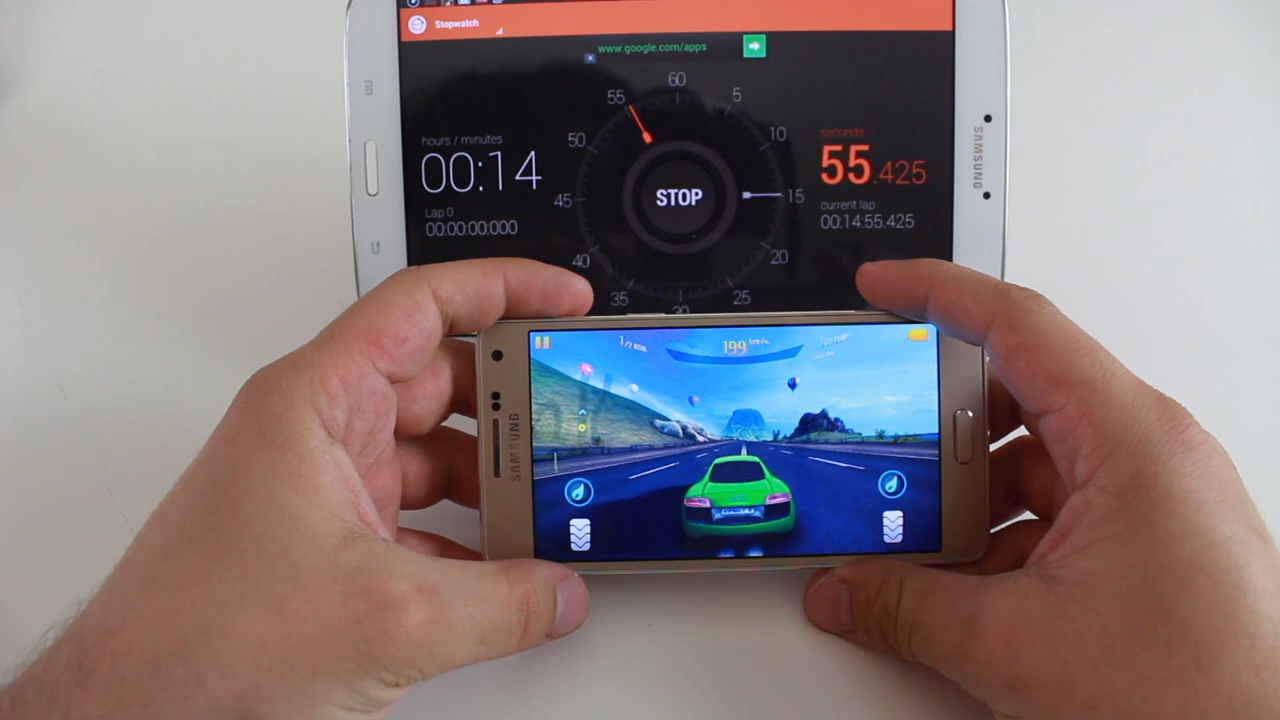 Stopwatch
www.google.com/apps
hours / minutes
00:14
Lap 0
00:00:00:000
60
5
10
15
20
25
30
35
40
45
50
55
STOP
seconds
55.425
current lap
00:14:55.425
SAMSUNG
SAMSUNG
199